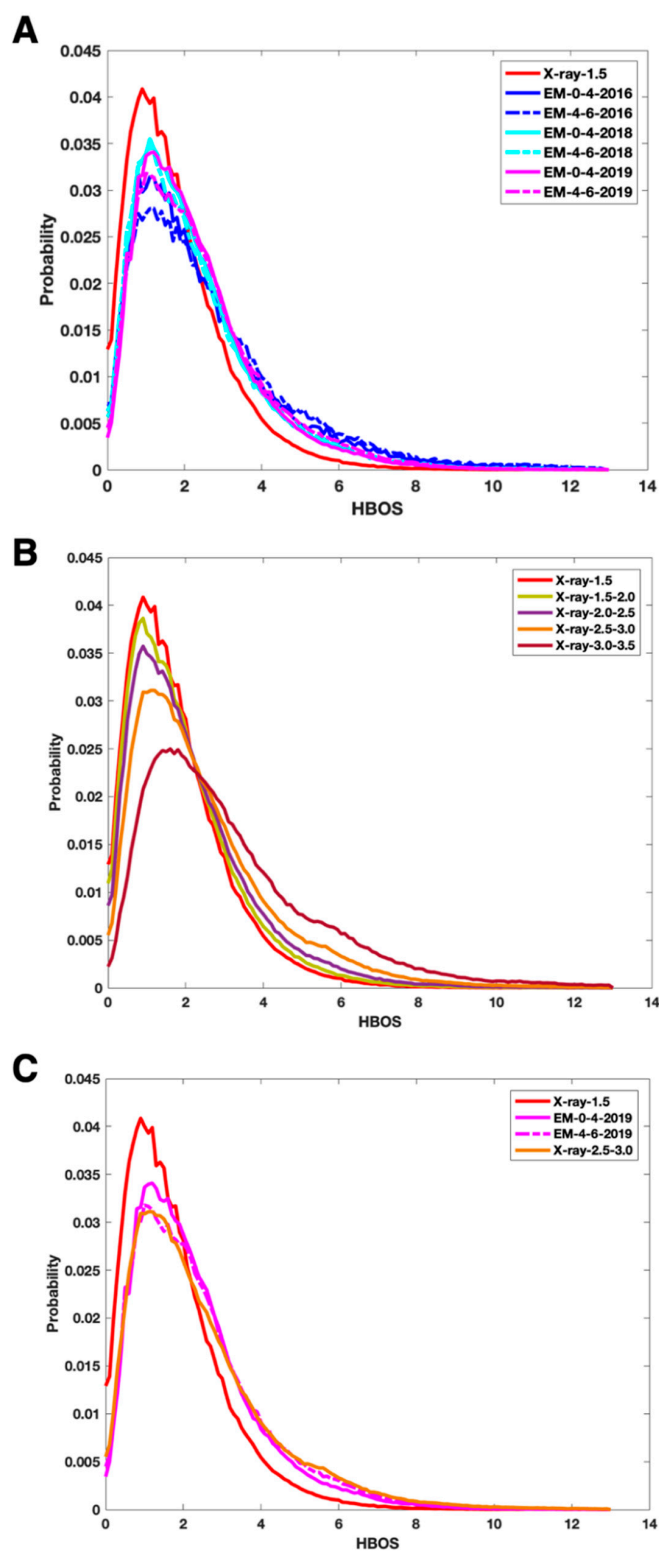 A
0.045
0.04
0.035
0.03
0.025
0.02
0.015
0.01
0.005
0
Probability
0 2 4 6 8 10 12 14
HBOS
X-ray-1.5
EM-0-4-2016
EM-4-6-2016
EM-0-4-2018
EM-4-6-2018
EM-0-4-2019
EM-4-6-2019
B
0.045
0.04
0.035
0.03
0.025
0.02
0.015
0.01
0.005
0
Probability
0 2 4 6 8 10 12 14
HBOS
X-ray-1.5
X-ray-1.5-2.0
X-ray-2.0-2.5
X-ray-2.5-3.0
X-ray-3.0-3.5
C
0.045
0.04
0.035
0.03
0.025
0.02
0.015
0.01
0.005
0
Probability
0 2 4 6 8 10 12 14
HBOS
X-ray-1.5
EM-0-4-2019
EM-4-6-2019
X-ray-2.5-3.0